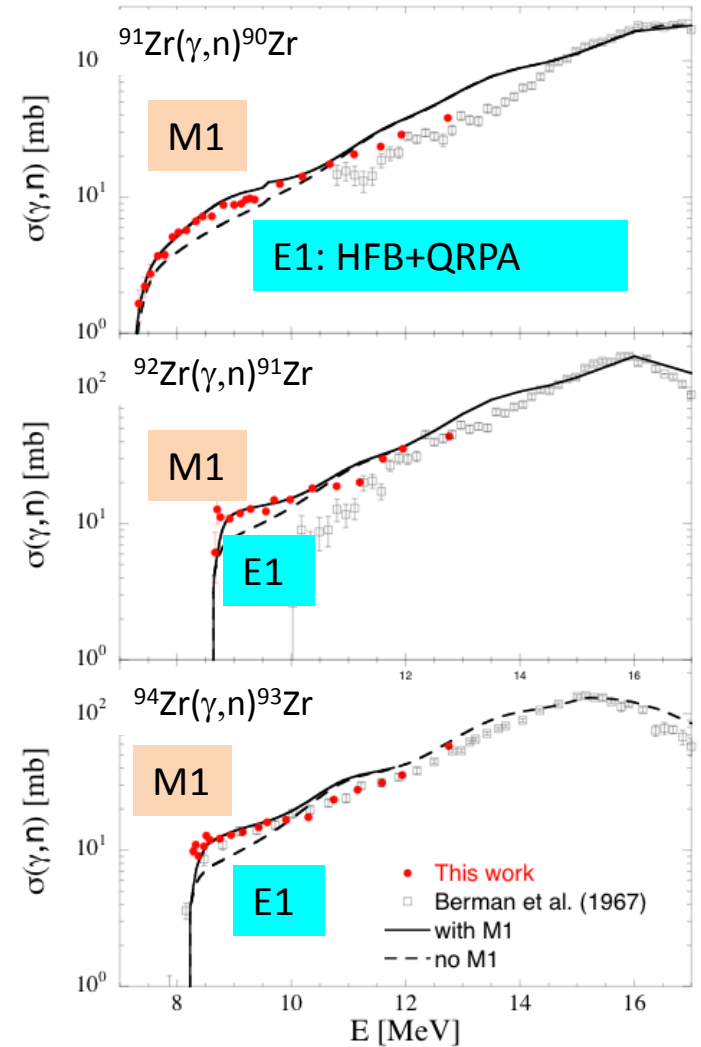 ⁹¹Zr(γ,n)⁹⁰Zr
M1
E1: HFB+QRPA
σ(γ,n) [mb]
10
10¹
10⁰
⁹²Zr(γ,n)⁹¹Zr
M1
E1
σ(γ,n) [mb]
10²
10¹
10⁰
12 16
⁹⁴Zr(γ,n)⁹³Zr
M1
E1
σ(γ,n) [mb]
10²
10¹
10⁰
This work
Berman et al. (1967)
with M1
no M1
8 10 12 14 16
E [MeV]